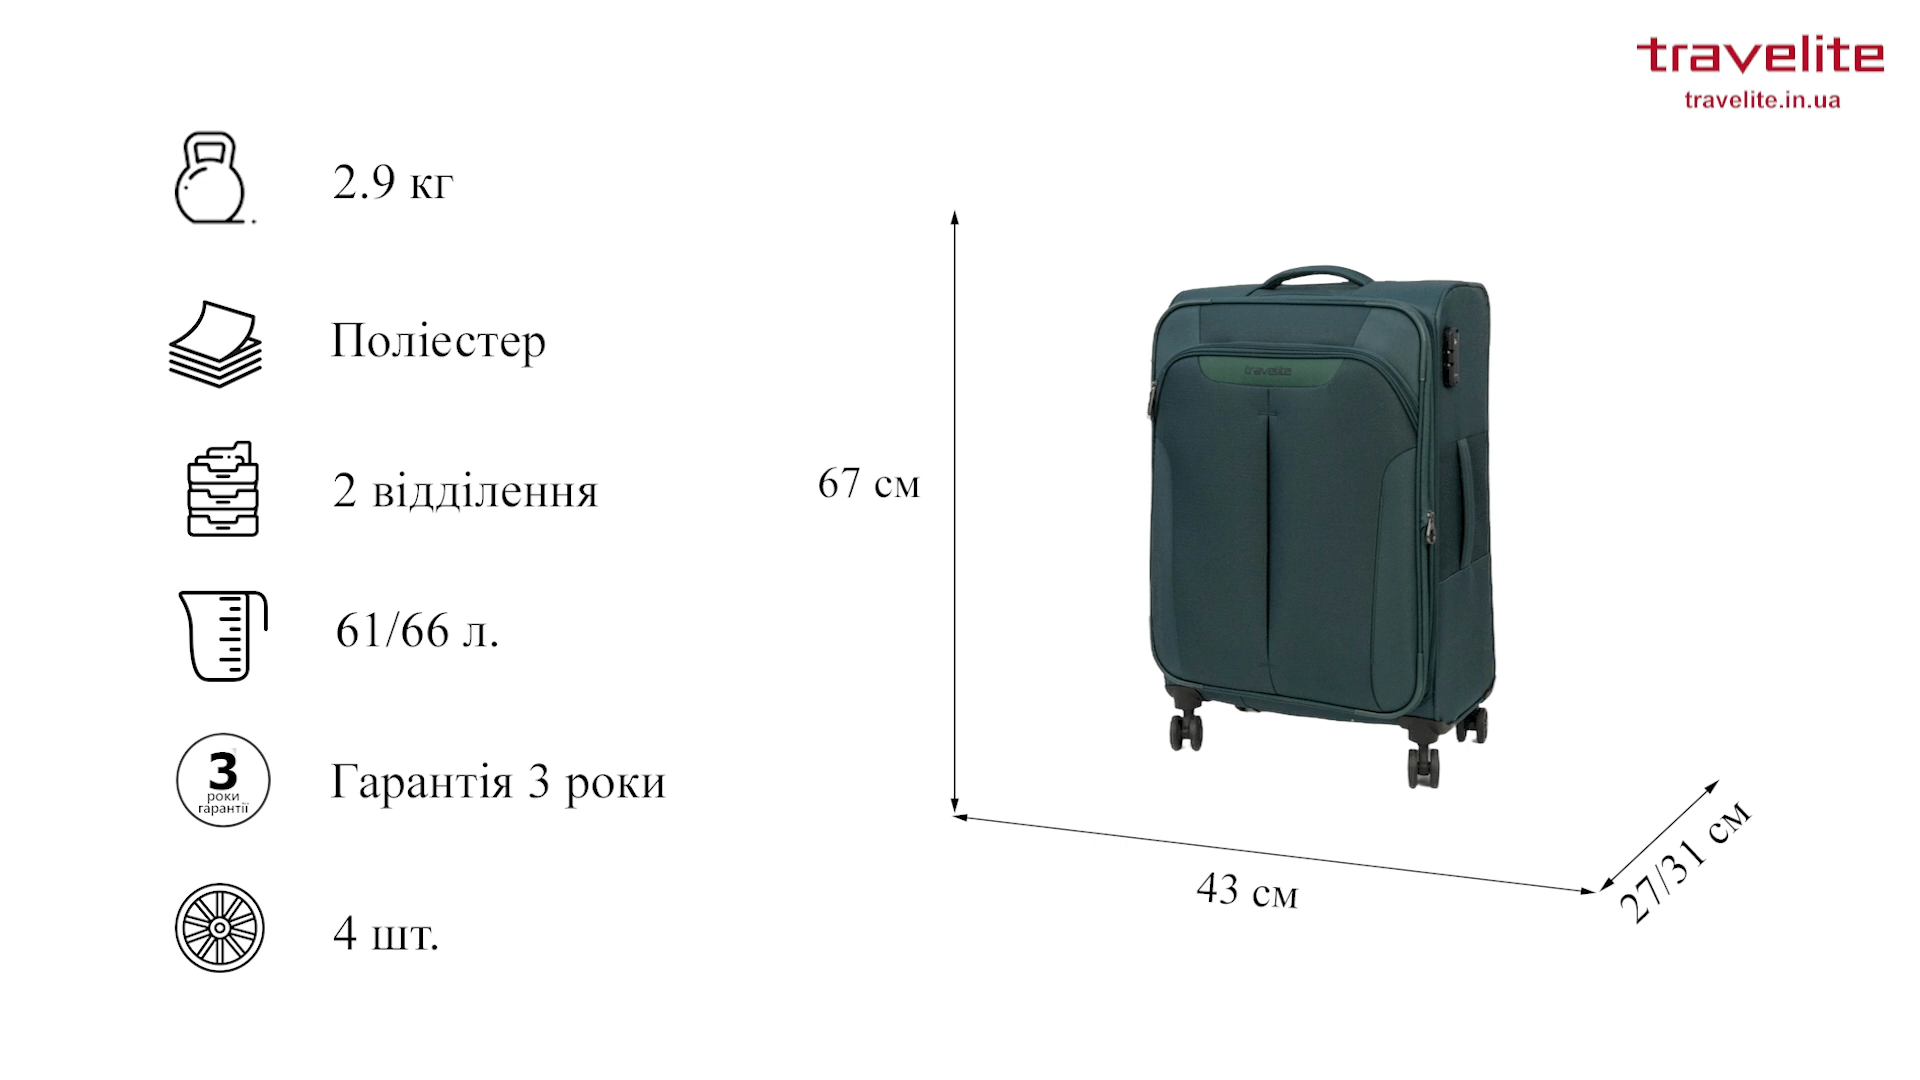 travelite
travelite.in.ua
2.9 кг
Поліестер
2 відділення
61/66 л.
3
роки
гарантії
Гарантія 3 роки
4 шт.
67 см
travelite
43 см
27/31 см